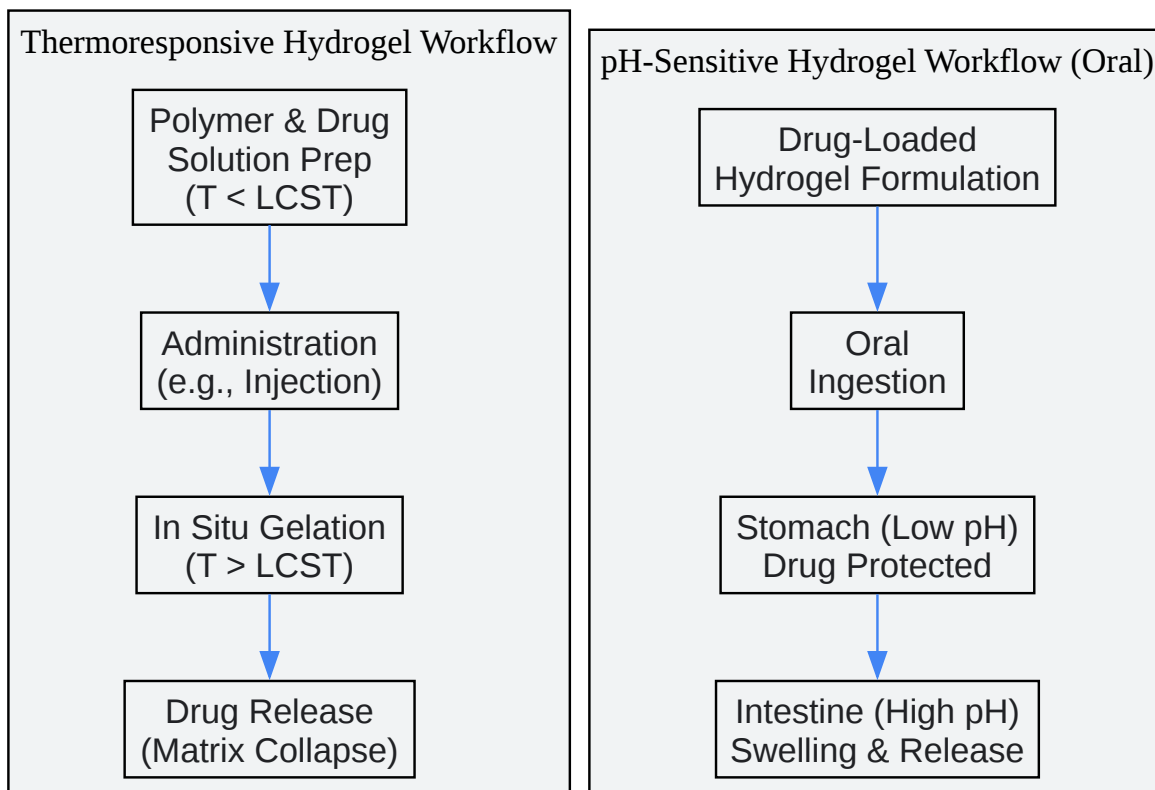 Thermoresponsive Hydrogel Workflow
Polymer & Drug
Solution Prep
(T < LCST)
Administration
(e.g., Injection)
In Situ Gelation
(T > LCST)
Drug Release
(Matrix Collapse)
pH-Sensitive Hydrogel Workflow (Oral)
Drug-Loaded
Hydrogel Formulation
Oral
Ingestion
Stomach (Low pH)
Drug Protected
Intestine (High pH)
Swelling & Release